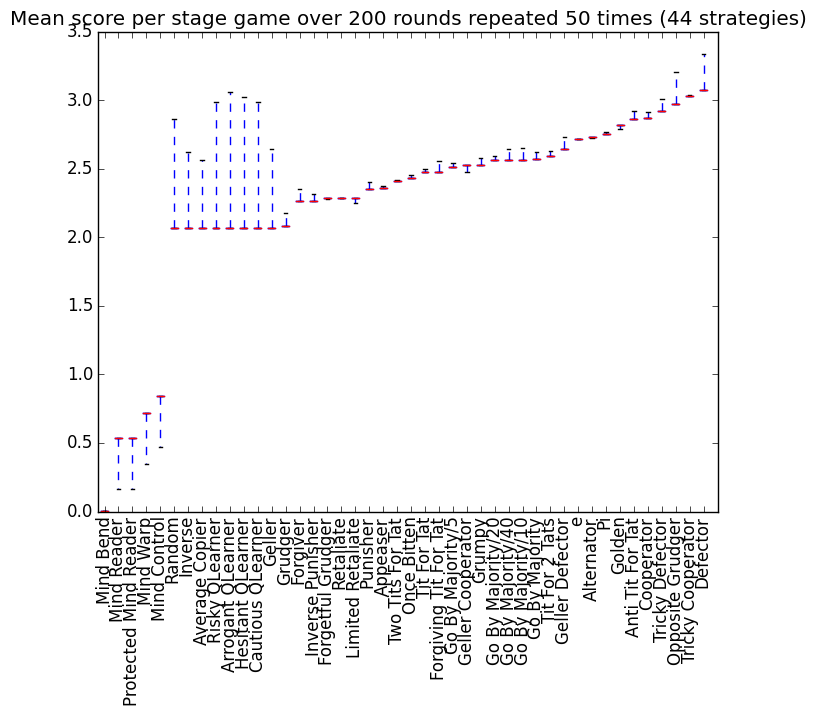 Mean score per stage game over 200 rounds repeated 50 times (44 strategies)
3.5
3.0
2.5
2.0
1.5
1.0
0.5
0.0
Mind Bend
Mind Reader
Protected Mind Reader
Mind Warp
Mind Control
Random
Inverse
Average Copier
Risky QLearner
Arrogant QLearner
Hesitant QLearner
Cautious QLearner
Geller
Grudger
Forgiver
Inverse Punisher
Forgetful Grudger
Retaliate
Limited Retaliate
Punisher
Appeaser
Two Tits For Tat
Once Bitten
Tit For Tat
Forgiving Tit For Tat
Go By Majority/5
Geller Cooperator
Grumpy
Go By Majority/20
Go By Majority/40
Go By Majority/10
Go By Majority
Tit For 2 Tats
Geller Defector
e
Alternator
Pi
Golden
Anti Tit For Tat
Cooperator
Tricky Defector
Opposite Grudger
Tricky Cooperator
Defector